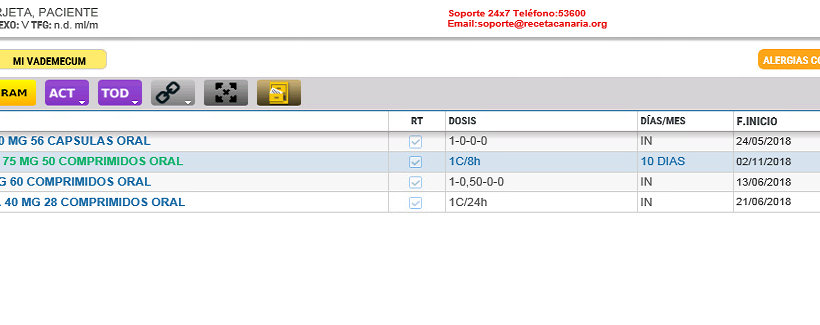 RJETA, PACIENTE
EXO: V TFG: n.d. ml/m
Soporte 24x7 Teléfono:53600
Email:soporte@recetacanaria.org
MI VADEMECUM
ALERGIAS CO
RAM ACT TOD
RT DOSIS DÍAS/MES F.INICIO
0 MG 56 CAPSULAS ORAL 1-0-0-0 IN 24/05/2018
75 MG 50 COMPRIMIDOS ORAL 1C/8h 10 DIAS 02/11/2018
G 60 COMPRIMIDOS ORAL 1-0,50-0-0 IN 13/06/2018
. 40 MG 28 COMPRIMIDOS ORAL 1C/24h IN 21/06/2018